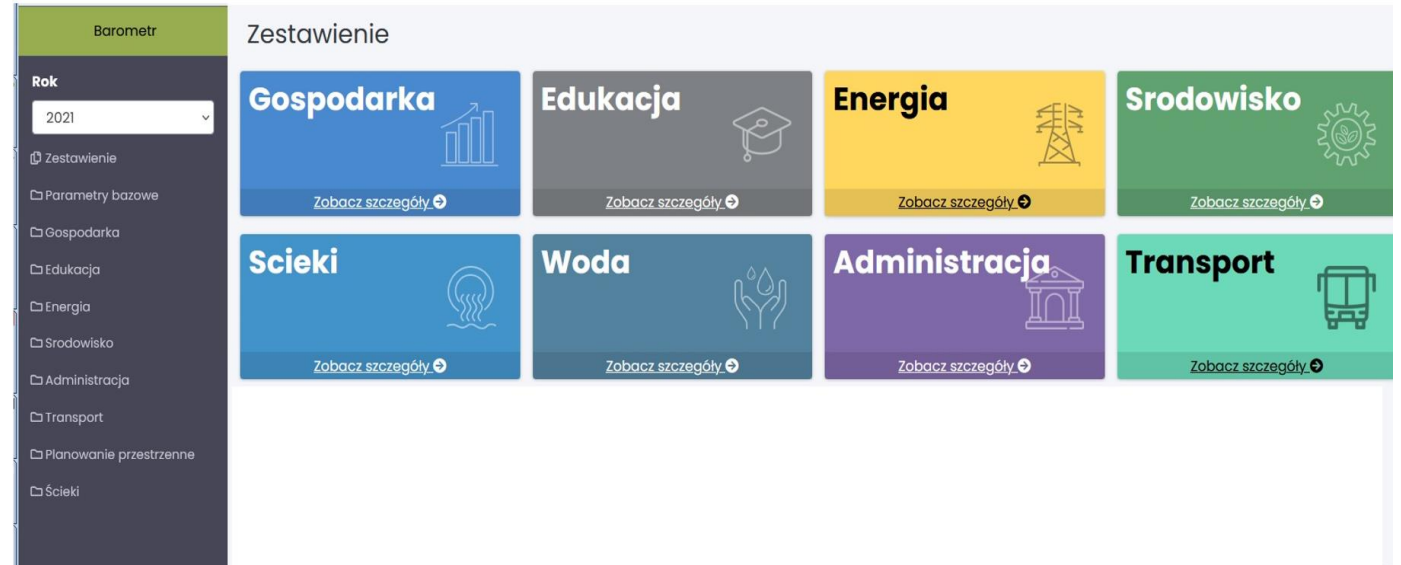 Barometr
Rok
2021
Zestawienie
Parametry bazowe
Gospodarka
Edukacja
Energia
Srodowisko
Administracja
Transport
Planowanie przestrzenne
Ścieki
Zestawienie
Gospodarka
Zobacz szczegóły
Edukacja
Zobacz szczegóły
Energia
Zobacz szczegóły
Srodowisko
Zobacz szczegóły
Scieki
Zobacz szczegóły
Woda
Zobacz szczegóły
Administracja
Zobacz szczegóły
Transport
Zobacz szczegóły